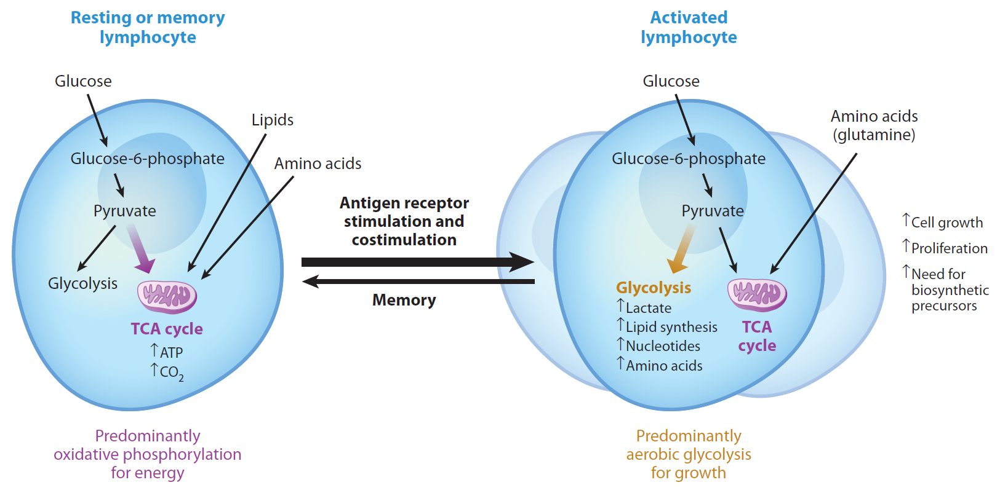 Resting or memory
lymphocyte
Glucose
Lipids
Glucose-6-phosphate
Amino acids
Pyruvate
Glycolysis
TCA cycle
↑ATP
↑CO2
Predominantly
oxidative phosphorylation
for energy
Antigen receptor
stimulation and
costimulation
Memory
Activated
lymphocyte
Glucose
Amino acids
(glutamine)
Glucose-6-phosphate
Pyruvate
Glycolysis
↑Lactate
↑Lipid synthesis
↑Nucleotides
↑Amino acids
TCA
cycle
↑Cell growth
↑Proliferation
↑Need for
biosynthetic
precursors
Predominantly
aerobic glycolysis
for growth